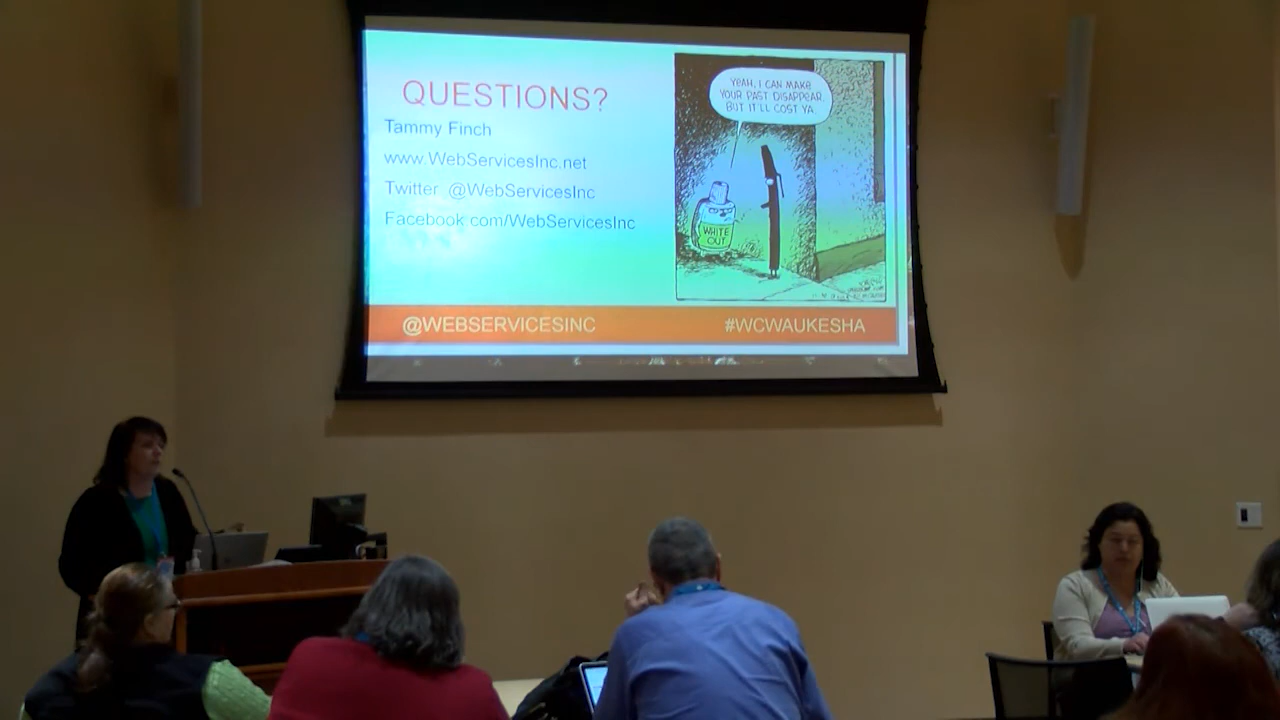 QUESTIONS?
Tammy Finch
www.WebServicesInc.net
Twitter @WebServicesInc
Facebook com/WebServicesInc
YEAH, I CAN MAKE
YOUR PAST DISAPPEAR.
BUT IT'LL COST YA.
WHITE
OUT
@WEBSERVICESINC
#WCWAUKESHA